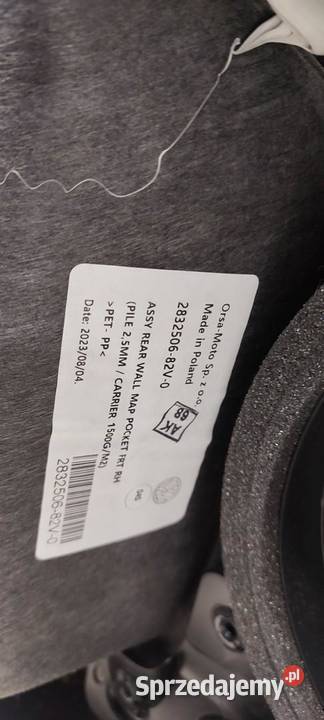 Orsa-Moto Sp. z o.o.
Made in Poland
2832506-82V-0
AK
68
ASSY REAR WALL MAP POCKET FRT RH
(PILE 2,5MM / CARRIER 1500G/M2)
>PET- PP<
Date: 2023/08/04.
2832506-82V-0
Sprzedajemy.pl